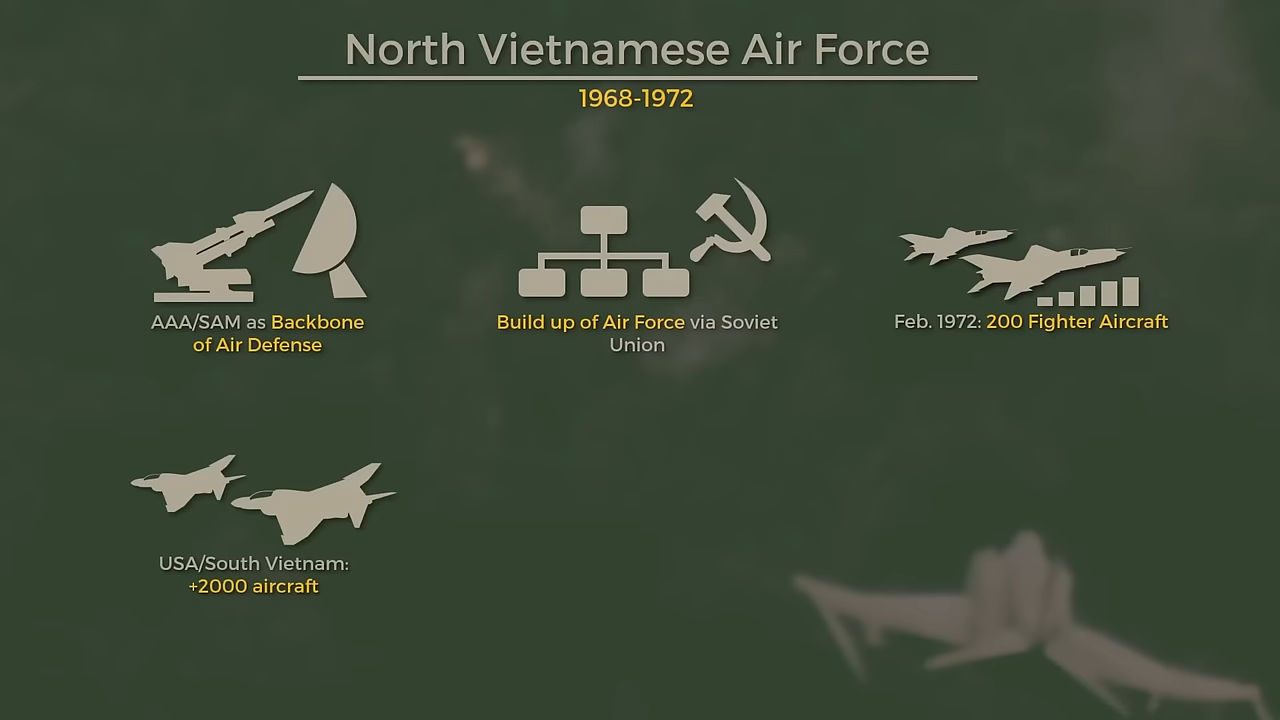 North Vietnamese Air Force
1968-1972
AAA/SAM as Backbone
of Air Defense
Build up of Air Force via Soviet
Union
Feb. 1972: 200 Fighter Aircraft
USA/South Vietnam:
+2000 aircraft